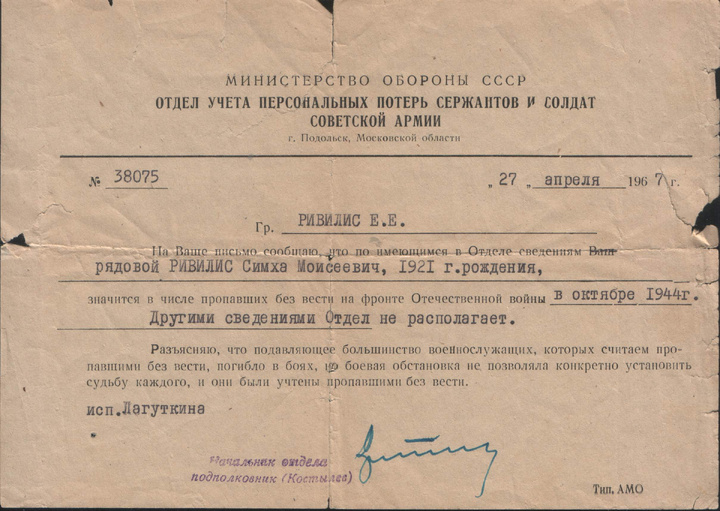 МИНИСТЕРСТВО ОБОРОНЫ СССР
ОТДЕЛ УЧЕТА ПЕРСОНАЛЬНЫХ ПОТЕРЬ СЕРЖАНТОВ И СОЛДАТ
СОВЕТСКОЙ АРМИИ
г. Подольск, Московской области
№ 38075 „27 „ апреля 1967 г.
Гр. РИВИЛИС Е.Е.
На Ваше письмо сообщаю, что по имеющимся в Отделе сведениям Ваш
рядовой РИВИЛИС Симха Моисеевич, 1921 г.рождения,
значится в числе пропавших без вести на фронте Отечественной войны в октябре 1944г.
Другими сведениями Отдел не располагает.
Разъясняю, что подавляющее большинство военнослужащих, которых считаем про-
павшими без вести, погибло в боях, но боевая обстановка не позволяла конкретно установить
судьбу каждого, и они были учтены пропавшими без вести.
исп.Лагуткина
Начальник отдела
подполковник (Костылев)
Тип. АМО